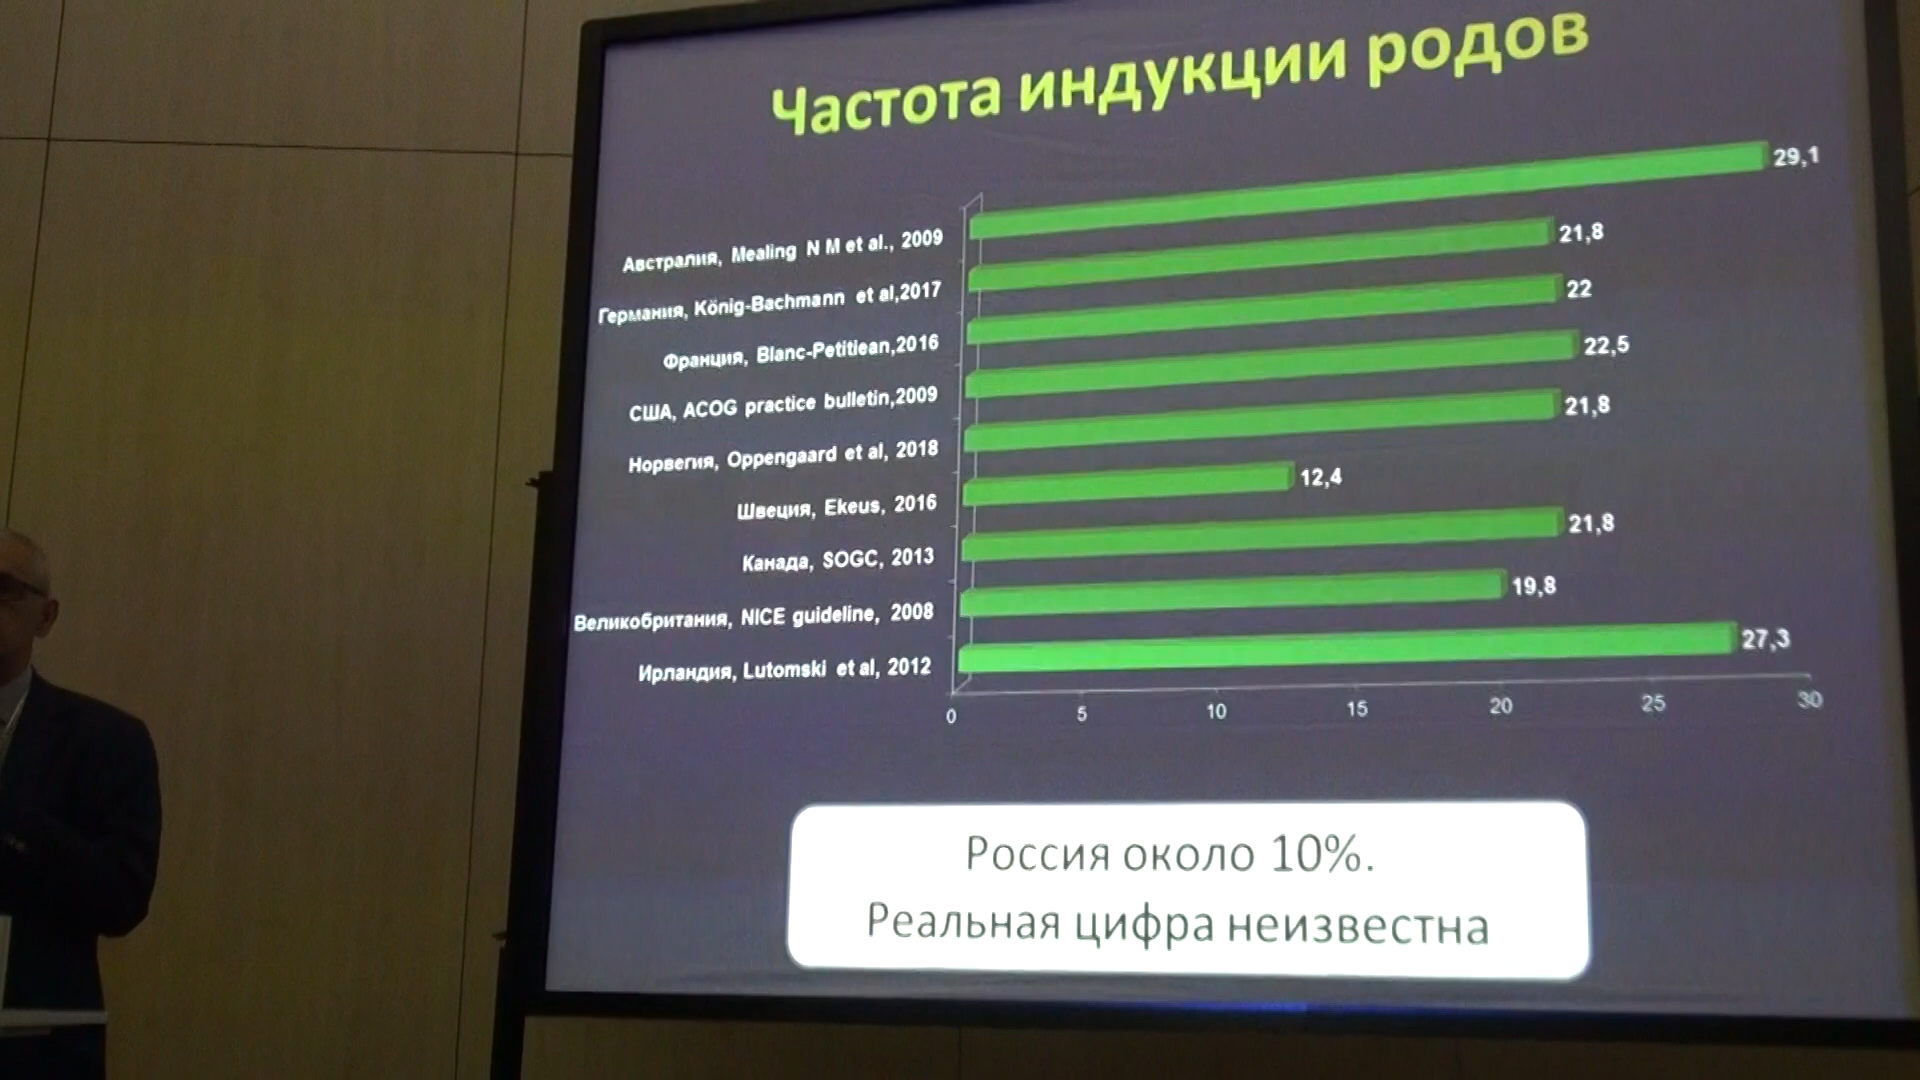 Частота индукции родов
29,1
Австралия, Mealing N M et al., 2009
21,8
Германия, König-Bachmann et al,2017
22
Франция, Blanc-Petitiean,2016
22,5
США, ACOG practice bulletin,2009
21,8
Норвегия, Oppengaard et al, 2018
12,4
Швеция, Ekeus, 2016
21,8
Канада, SOGC, 2013
19,8
Великобритания, NICE guideline, 2008
27,3
Ирландия, Lutomski et al, 2012
0 5 10 15 20 25 30
Россия около 10%.
Реальная цифра неизвестна